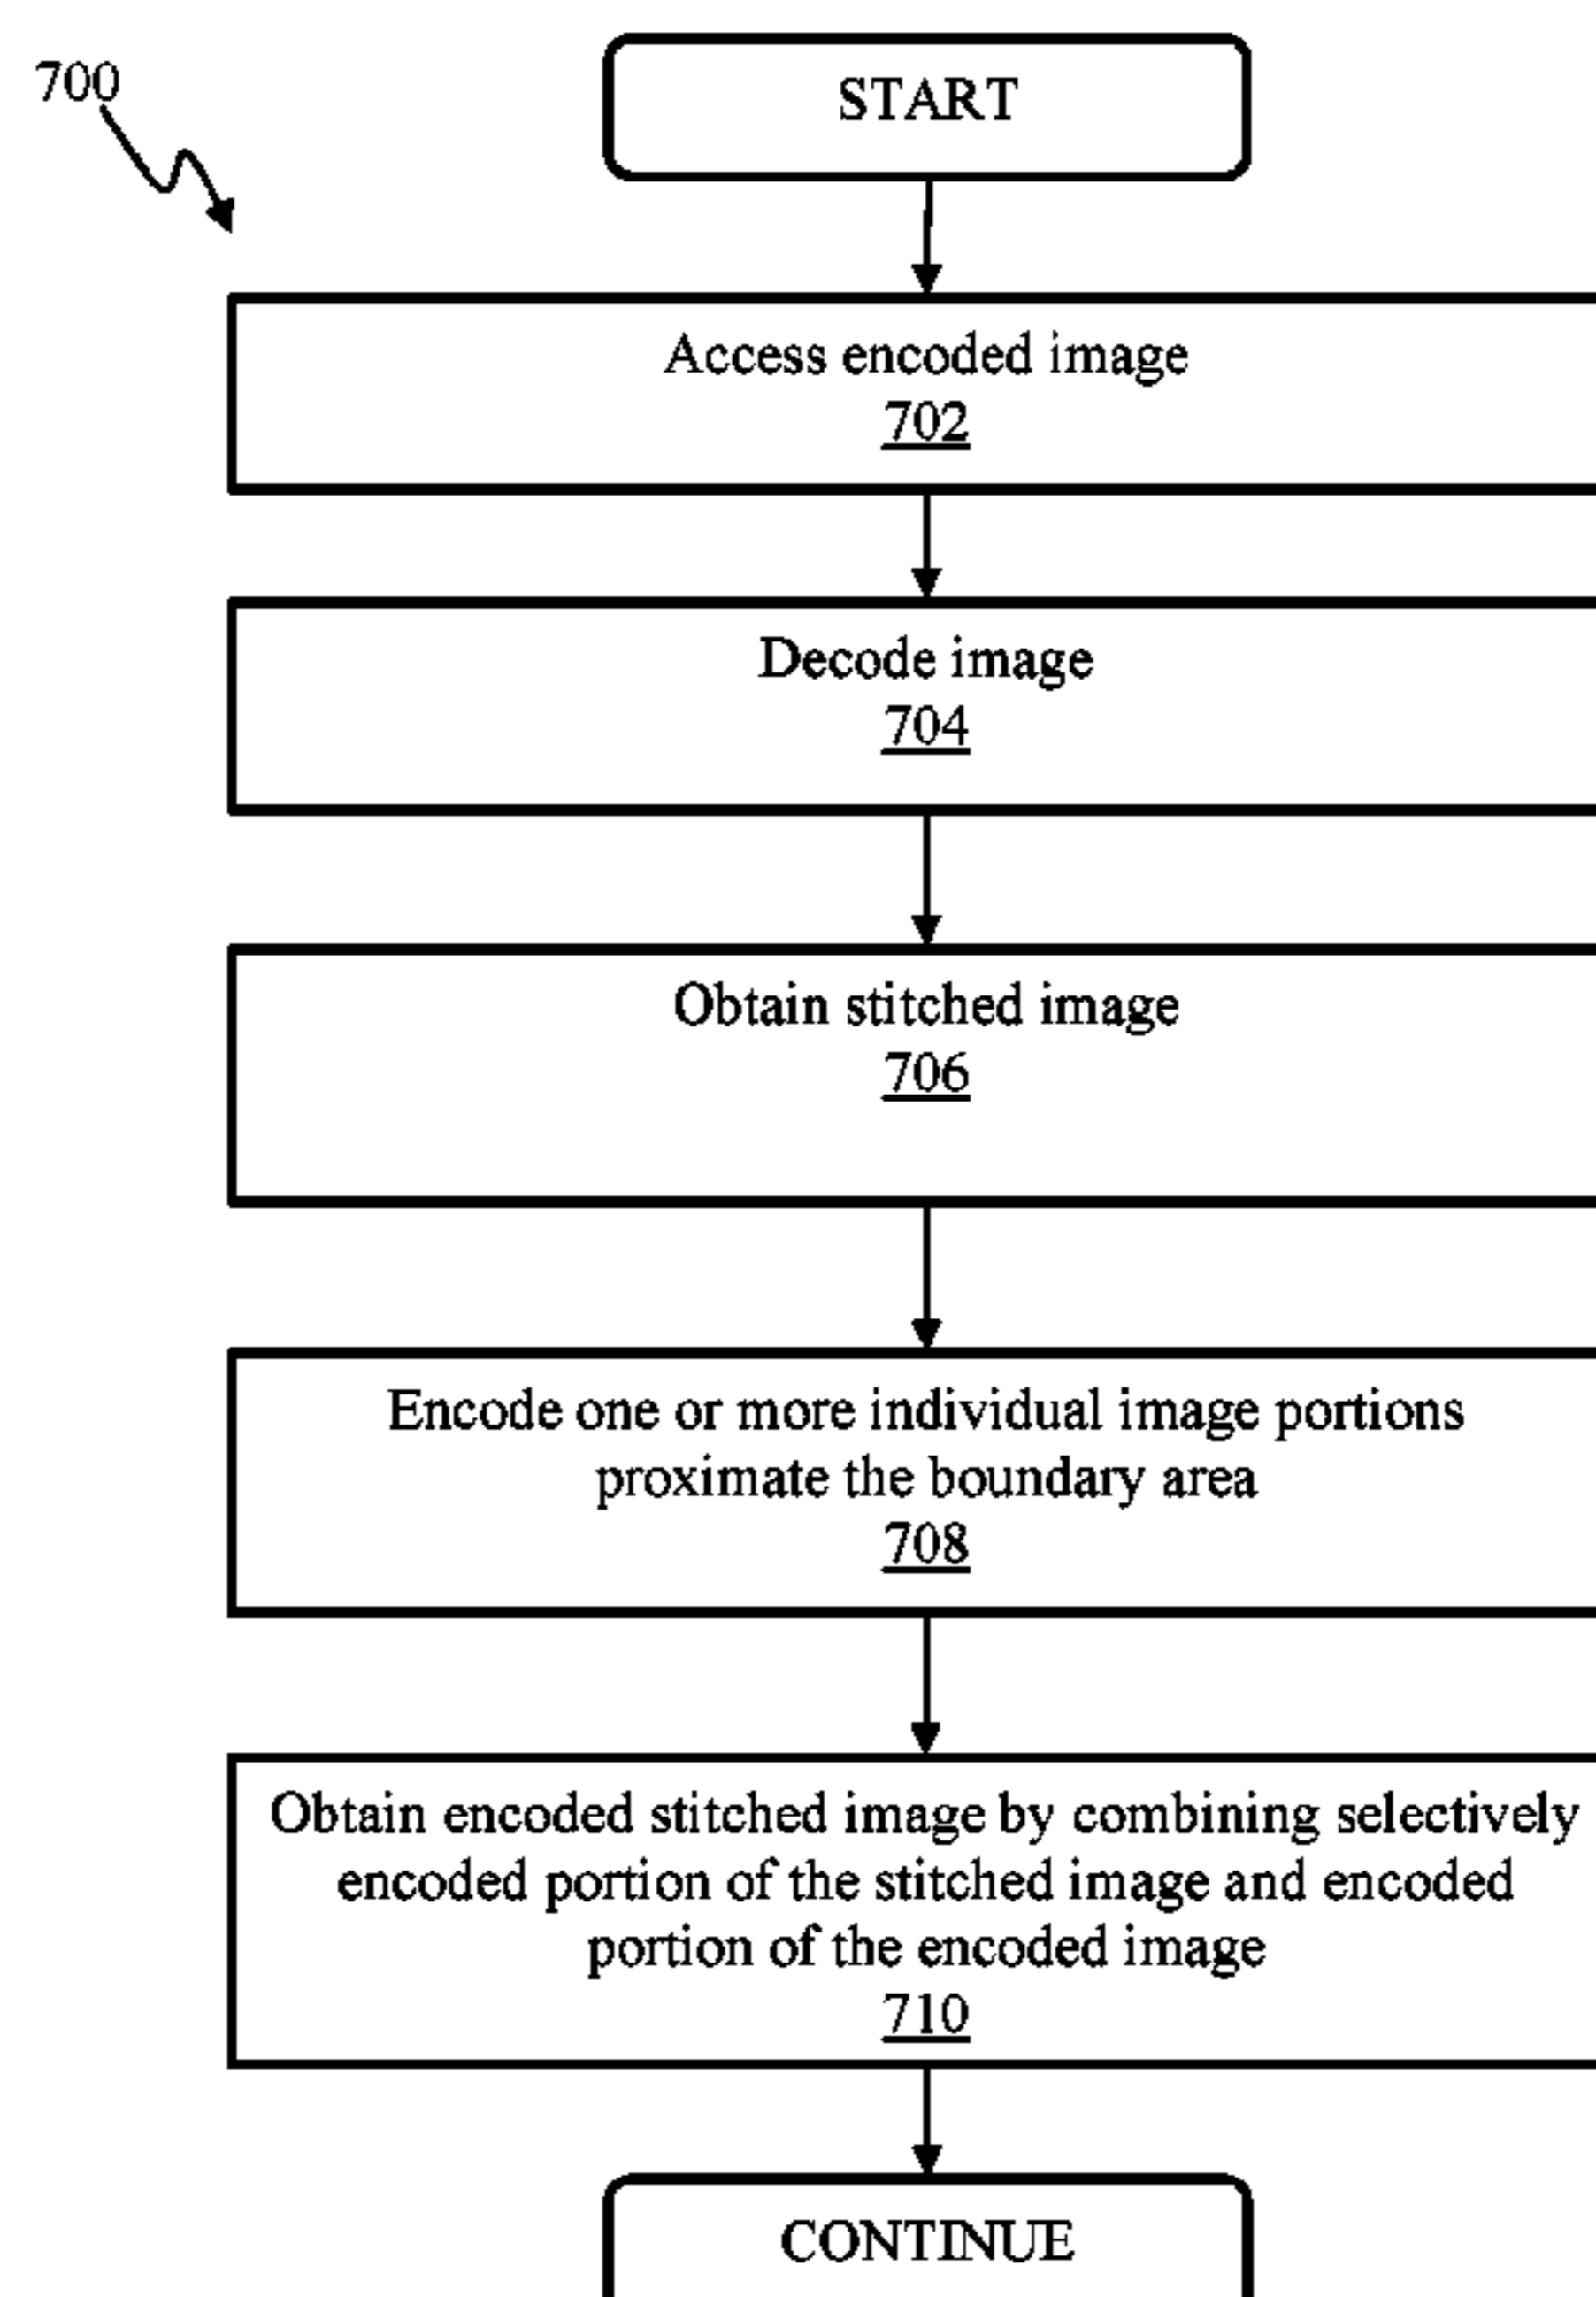 700
START
Access encoded image
702
Decode image
704
Obtain stitched image
706
Encode one or more individual image portions
proximate the boundary area
708
Obtain encoded stitched image by combining selectively
encoded portion of the stitched image and encoded
portion of the encoded image
710
CONTINUE